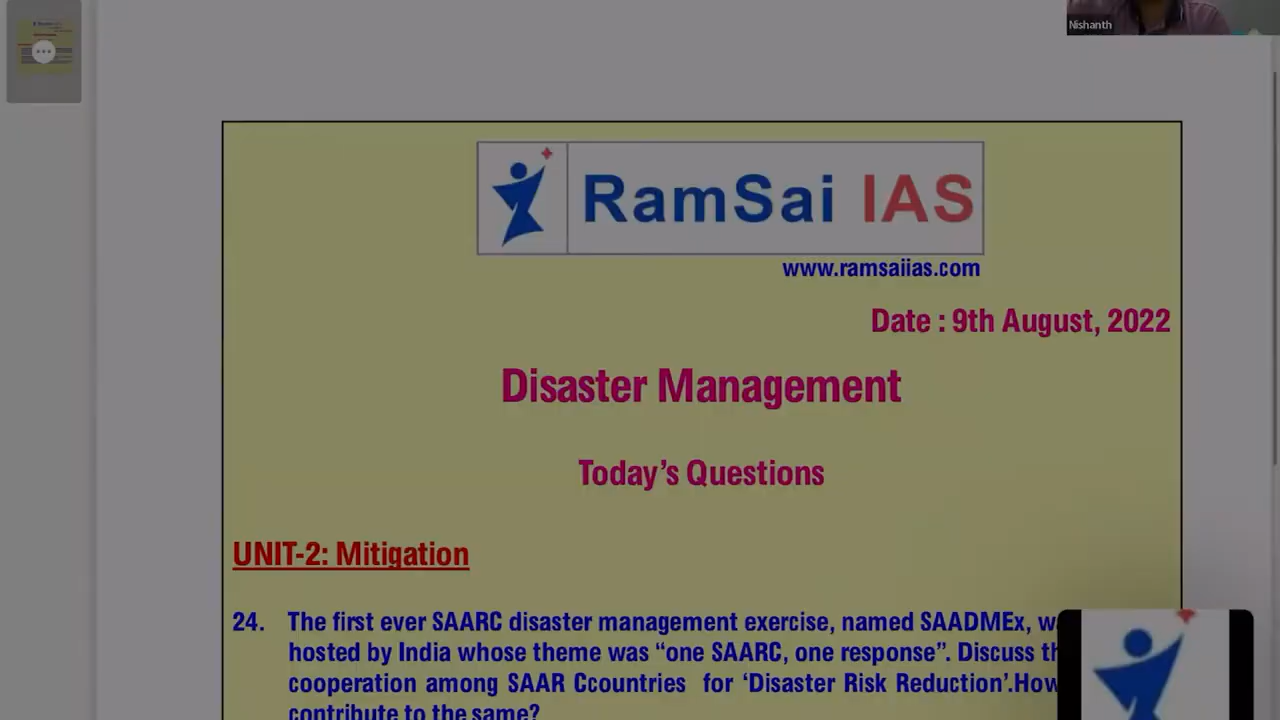 Nishanth
RamSai IAS
www.ramsaiias.com
Date : 9th August, 2022
Disaster Management
Today's Questions
UNIT-2: Mitigation
24. The first ever SAARC disaster management exercise, named SAADMEx,
hosted by India whose theme was “one SAARC, one response”. Discuss
cooperation among SAAR Ccountries for ‘Disaster Risk Reduction’.How
contribute to the same?